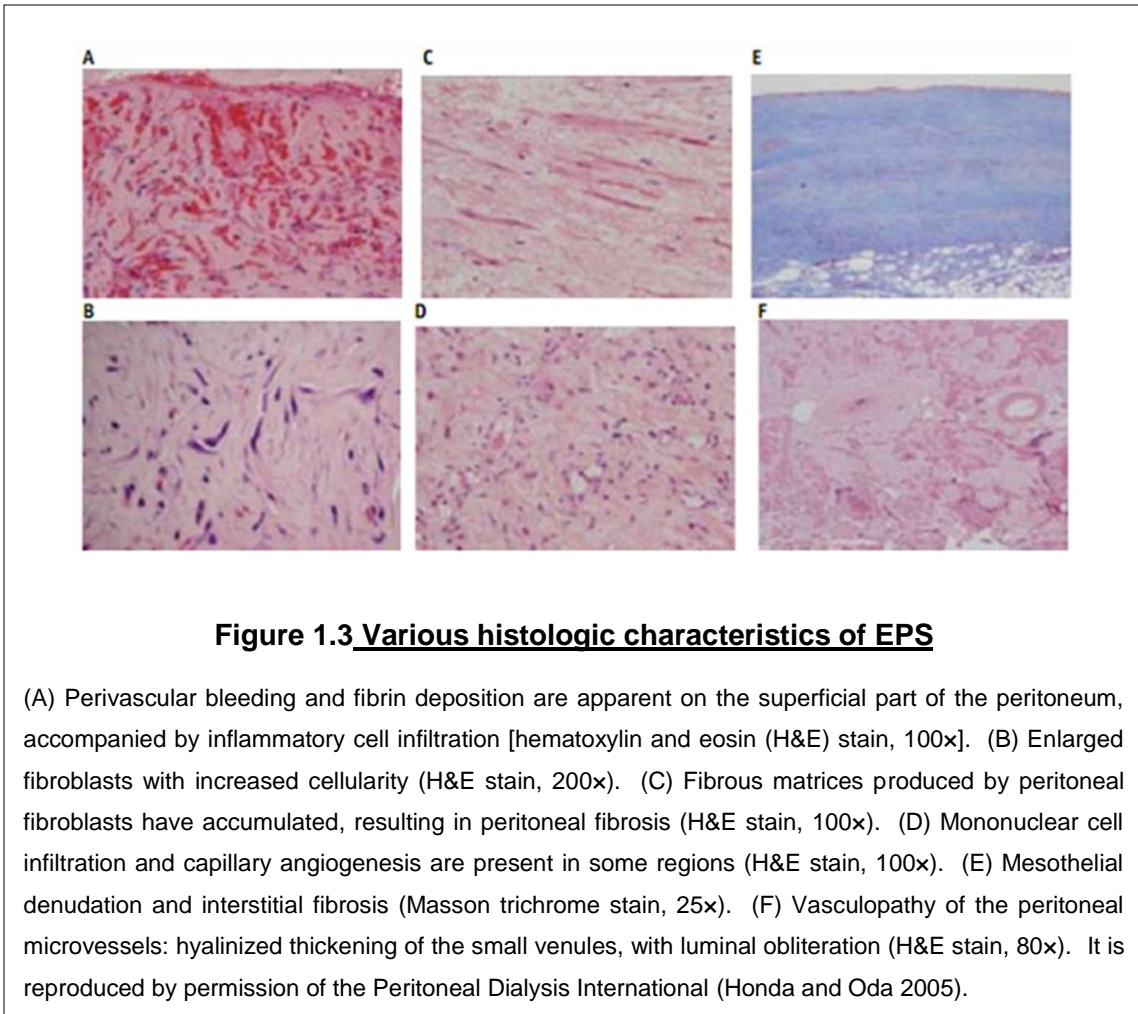 A C E
B D F
Figure 1.3 Various histologic characteristics of EPS
(A) Perivascular bleeding and fibrin deposition are apparent on the superficial part of the peritoneum,
accompanied by inflammatory cell infiltration [hematoxylin and eosin (H&E) stain, 100×]. (B) Enlarged
fibroblasts with increased cellularity (H&E stain, 200×). (C) Fibrous matrices produced by peritoneal
fibroblasts have accumulated, resulting in peritoneal fibrosis (H&E stain, 100×). (D) Mononuclear cell
infiltration and capillary angiogenesis are present in some regions (H&E stain, 100×). (E) Mesothelial
denudation and interstitial fibrosis (Masson trichrome stain, 25×). (F) Vasculopathy of the peritoneal
microvessels: hyalinized thickening of the small venules, with luminal obliteration (H&E stain, 80×). It is
reproduced by permission of the Peritoneal Dialysis International (Honda and Oda 2005).